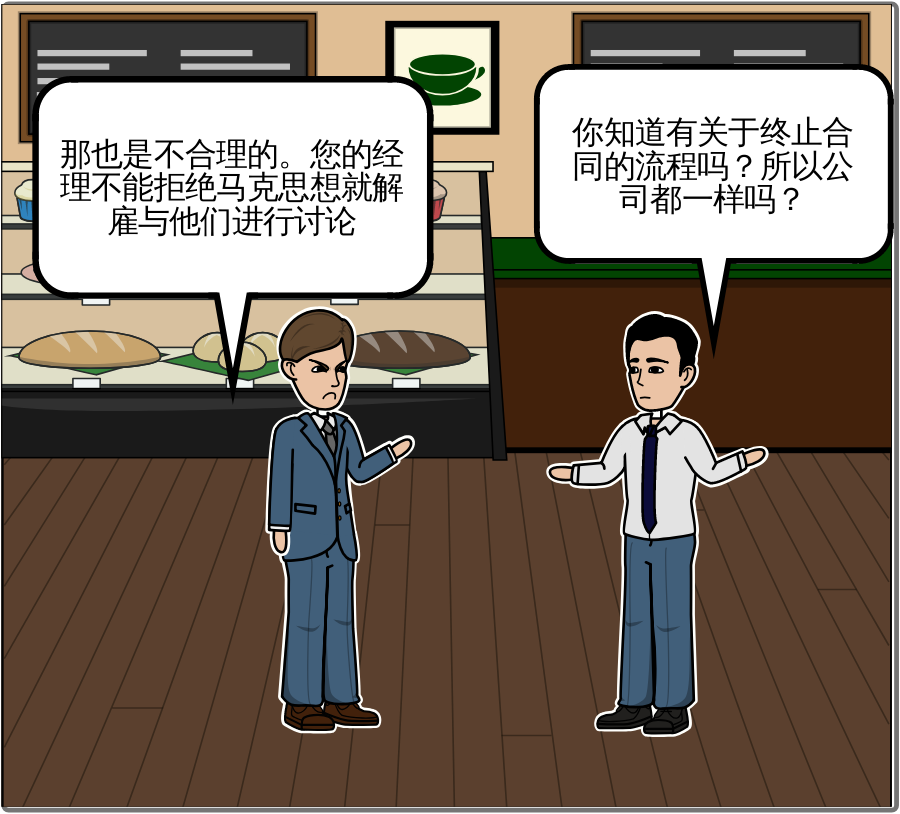 那也是不合理的。您的经
理不能拒绝马克思想就解
雇与他们进行讨论
你知道有关于终止合
同的流程吗？所以公
司都一样吗？